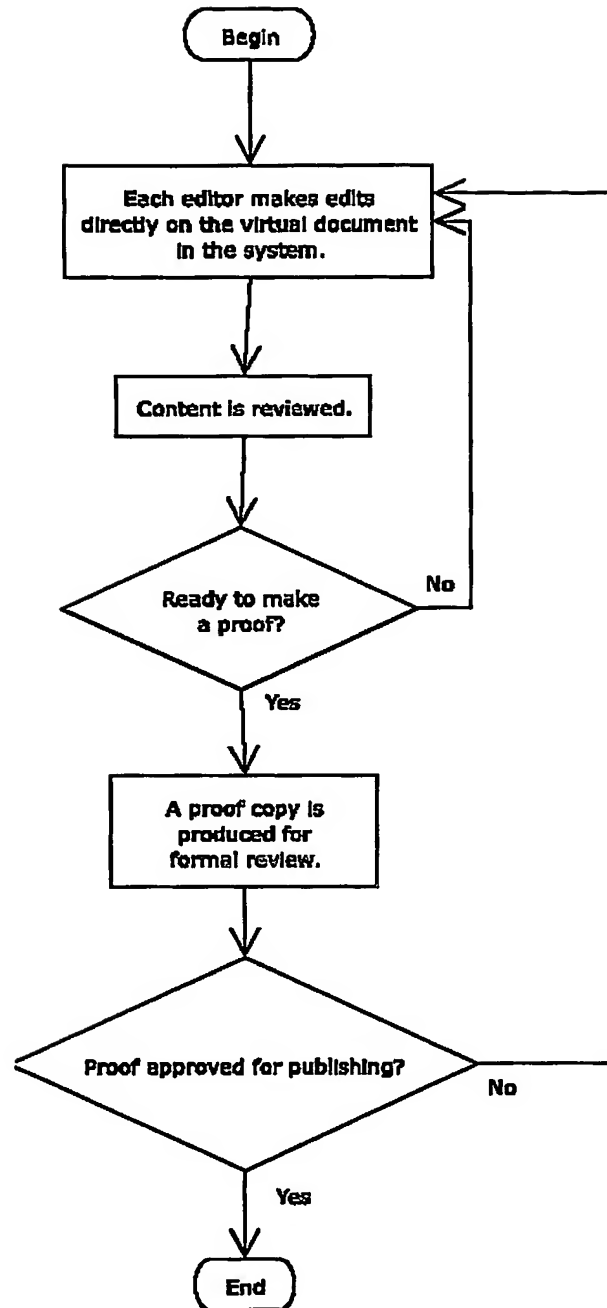 Begin
Each editor makes edits
directly on the virtual document
in the system.
Content is reviewed.
Ready to make
a proof?
No
Yes
A proof copy is
produced for
formal review.
Proof approved for publishing?
No
Yes
End